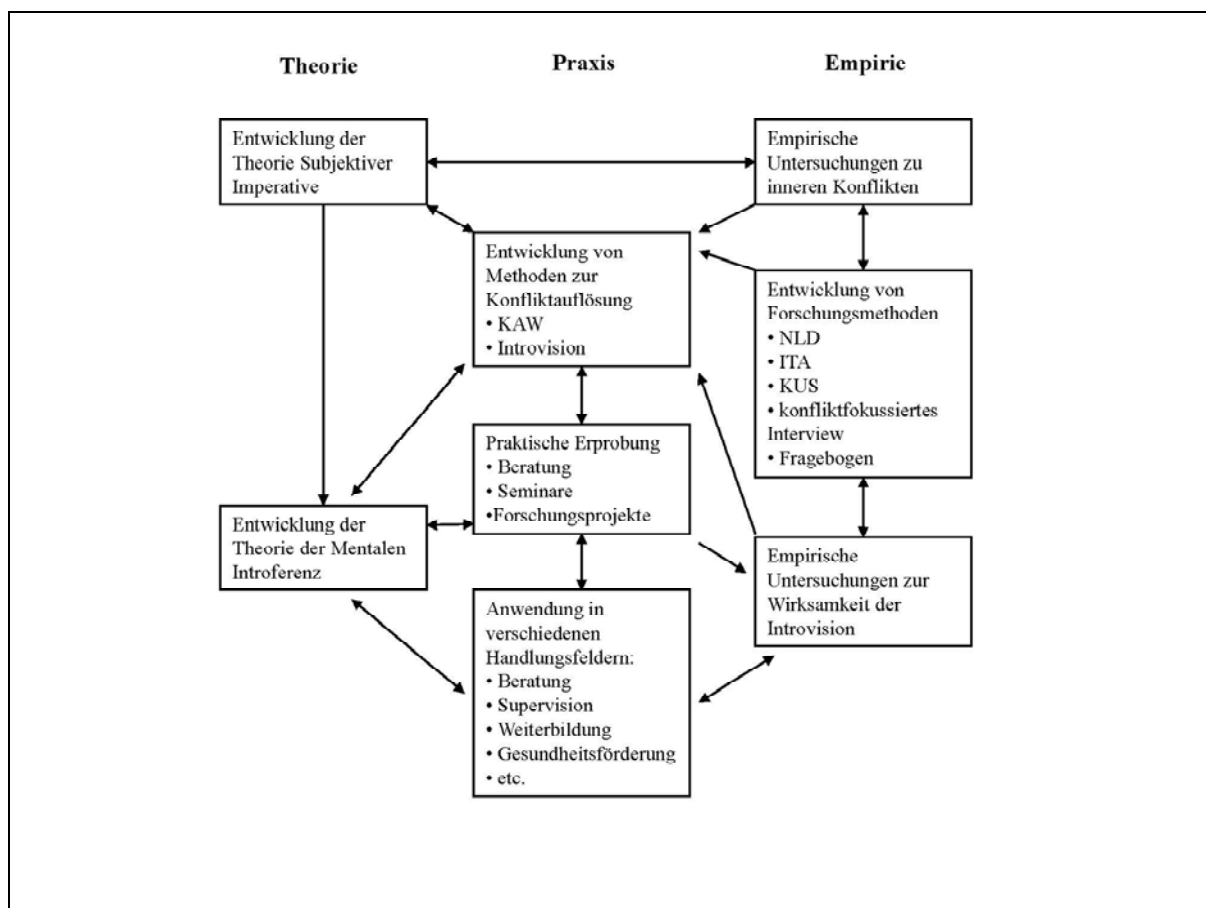 Theorie
Praxis
Empirie
Entwicklung der
Theorie Subjektiver
Imperative
Empirische
Untersuchungen zu
inneren Konflikten
Entwicklung von
Methoden zur
Konfliktauflösung
• KAW
• Introvision
Entwicklung von
Forschungsmethoden
• NLD
• ITA
• KUS
• konfliktfokussiertes
Interview
• Fragebogen
Praktische Erprobung
• Beratung
• Seminare
•Forschungsprojekte
Entwicklung der
Theorie der Mentalen
Introferenz
Empirische
Untersuchungen zur
Wirksamkeit der
Introvision
Anwendung in
verschiedenen
Handlungsfeldern:
• Beratung
• Supervision
• Weiterbildung
• Gesundheitsförderung
• etc.